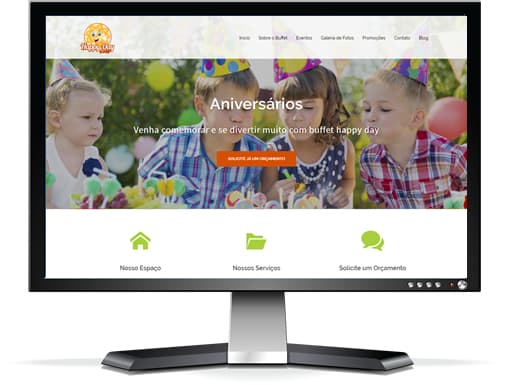 Happy Day
Início Sobre o Buffet Eventos Galeria de Fotos Promoções Contato Blog
Aniversários
Venha comemorar e se divertir muito com buffet happy day
SOLICITE JÁ UM ORÇAMENTO
Nosso Espaço Nossos Serviços Solicite um Orçamento